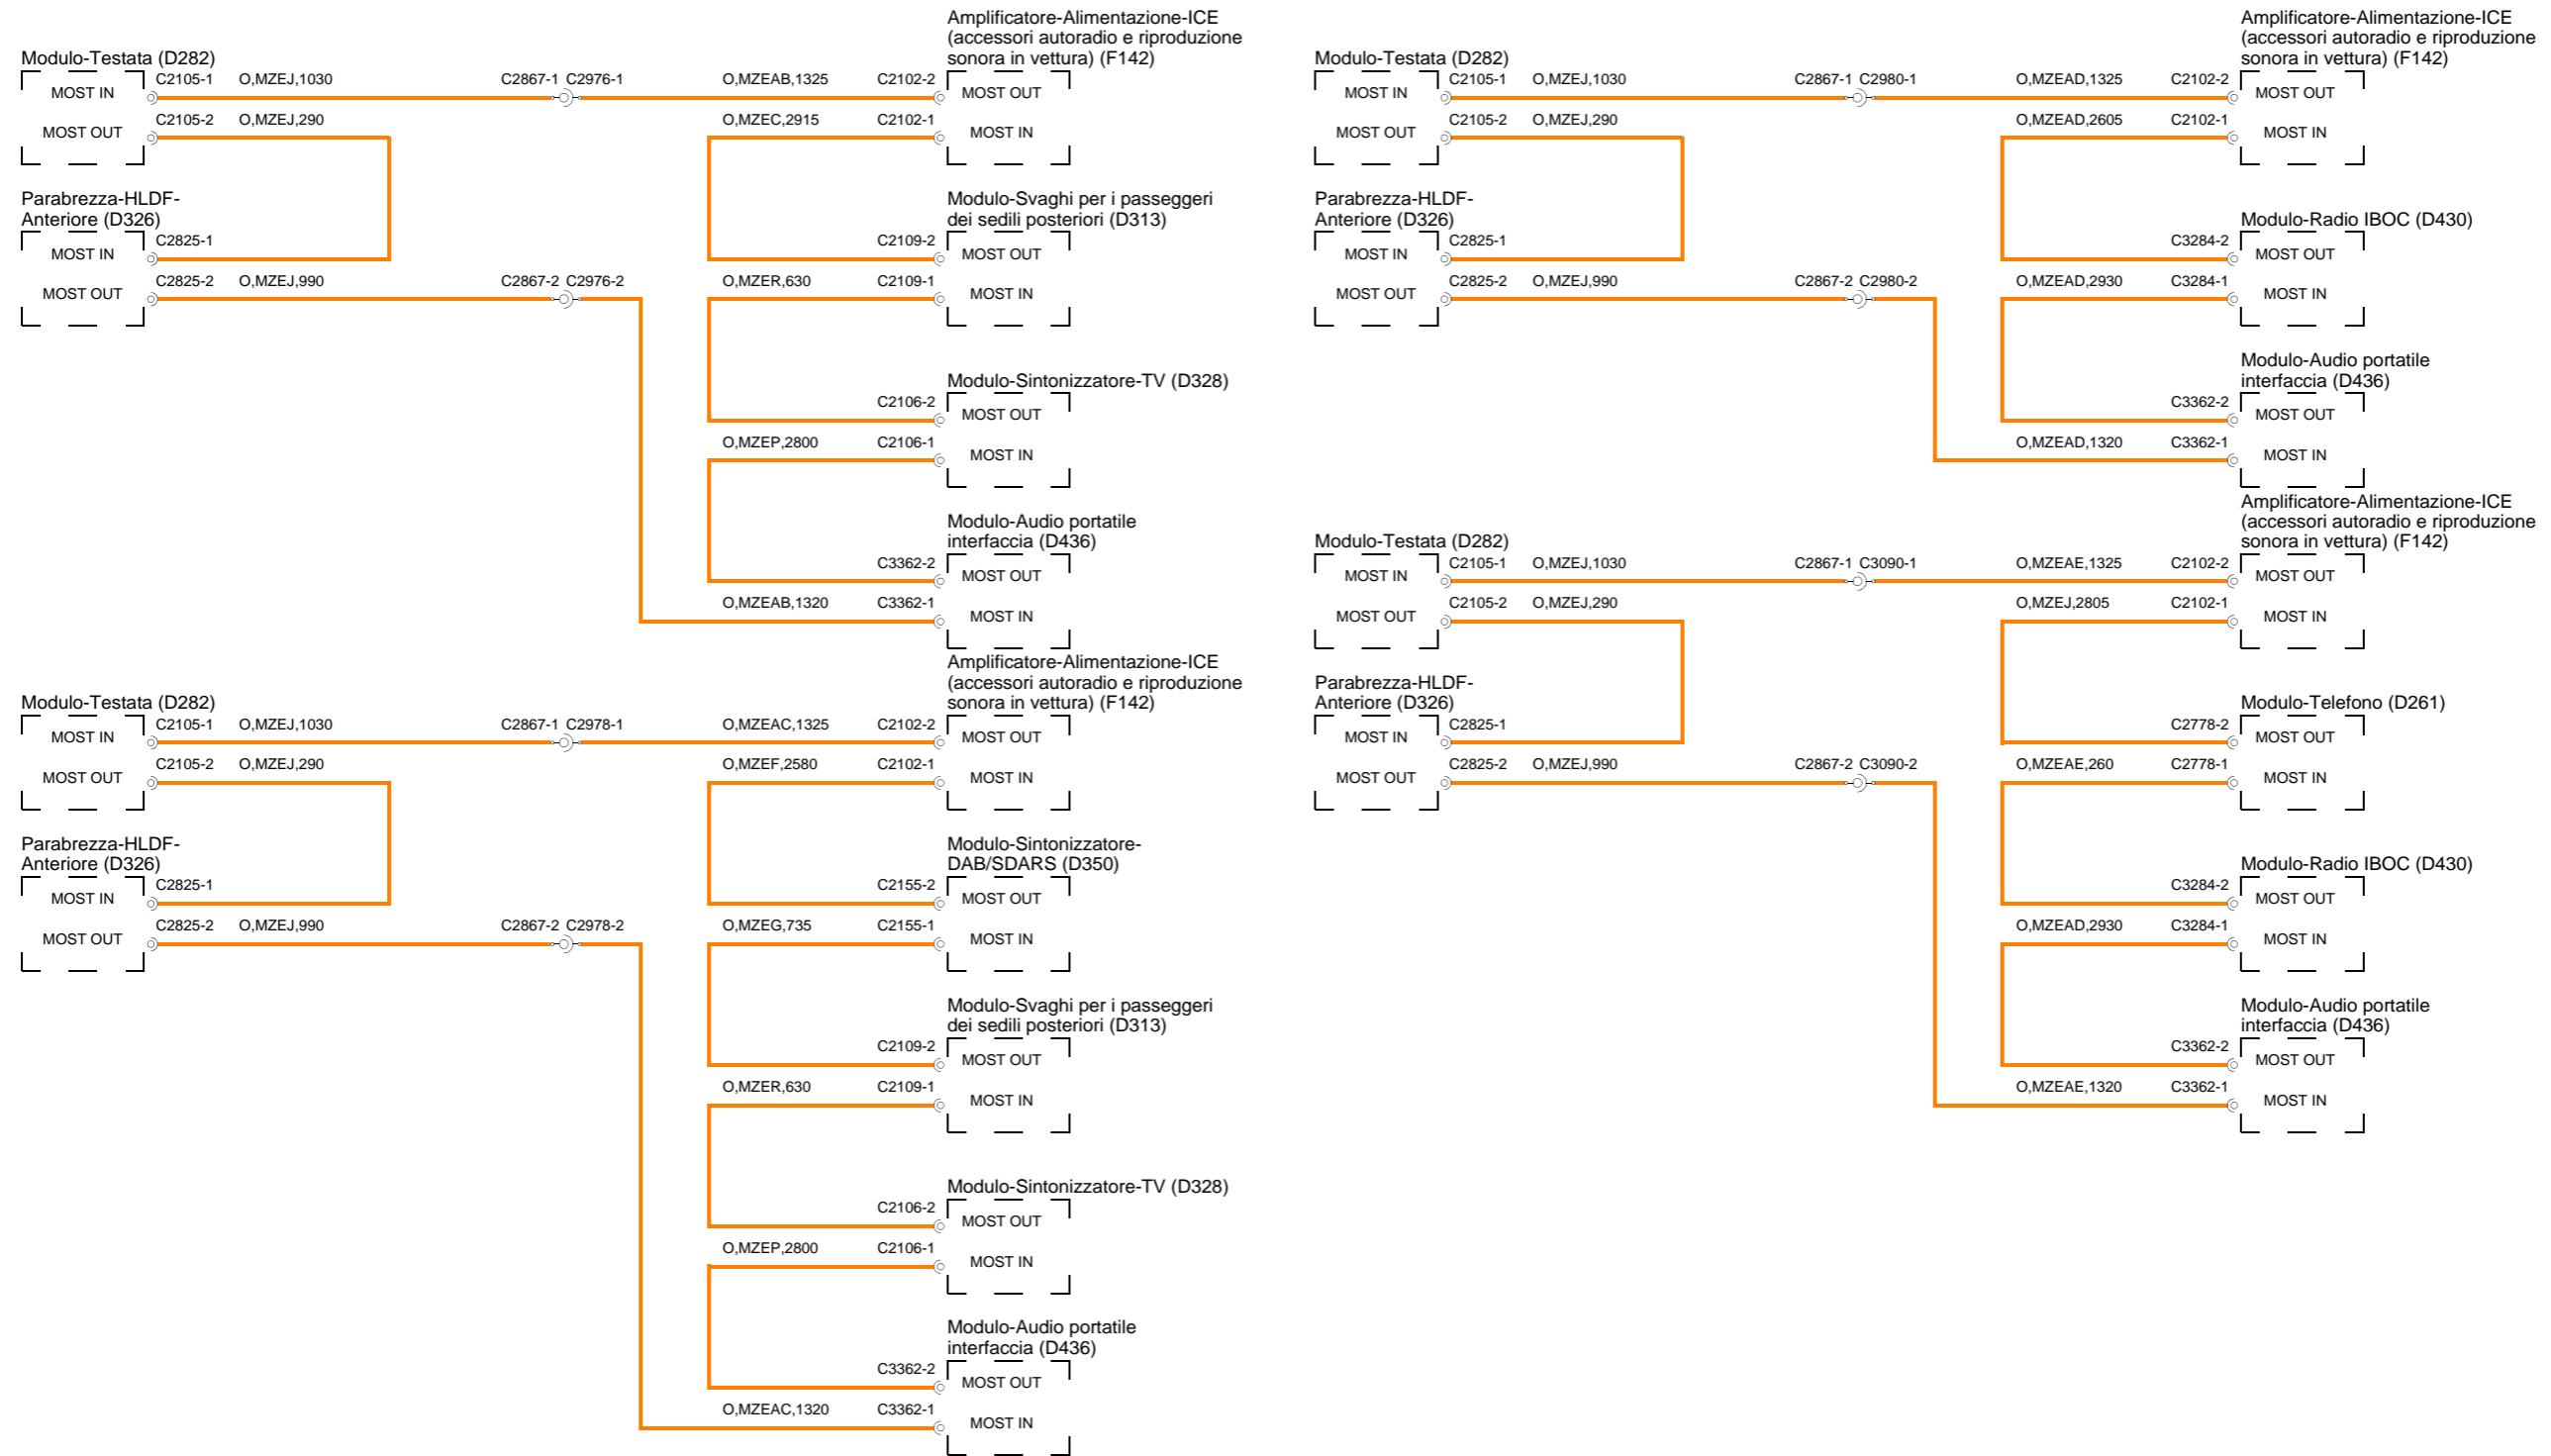 Modulo-Testata (D282)
MOST IN
C2105-1
O,MZEJ,1030
C2867-1 C2976-1
MOST OUT
C2105-2
O,MZEJ,290
Parabrezza-HLDF-
Anteriore (D326)
MOST IN
C2825-1
MOST OUT
C2825-2
O,MZEJ,990
C2867-2 C2976-2
Amplificatore-Alimentazione-ICE
(accessori autoradio e riproduzione
sonora in vettura) (F142)
O,MZEAB,1325
C2102-2
MOST OUT
O,MZEC,2915
C2102-1
MOST IN
Modulo-Svaghi per i passeggeri
dei sedili posteriori (D313)
C2109-2
MOST OUT
O,MZER,630
C2109-1
MOST IN
Modulo-Sintonizzatore-TV (D328)
C2106-2
MOST OUT
O,MZEP,2800
C2106-1
MOST IN
Modulo-Audio portatile
interfaccia (D436)
C3362-2
MOST OUT
O,MZEAB,1320
C3362-1
MOST IN
Modulo-Testata (D282)
MOST IN
C2105-1
O,MZEJ,1030
C2867-1 C2978-1
MOST OUT
C2105-2
O,MZEJ,290
Parabrezza-HLDF-
Anteriore (D326)
MOST IN
C2825-1
MOST OUT
C2825-2
O,MZEJ,990
C2867-2 C2978-2
Amplificatore-Alimentazione-ICE
(accessori autoradio e riproduzione
sonora in vettura) (F142)
O,MZEAC,1325
C2102-2
MOST OUT
O,MZEF,2580
C2102-1
MOST IN
Modulo-Sintonizzatore-
DAB/SDARS (D350)
C2155-2
MOST OUT
O,MZEG,735
C2155-1
MOST IN
Modulo-Svaghi per i passeggeri
dei sedili posteriori (D313)
C2109-2
MOST OUT
O,MZER,630
C2109-1
MOST IN
Modulo-Sintonizzatore-TV (D328)
C2106-2
MOST OUT
O,MZEP,2800
C2106-1
MOST IN
Modulo-Audio portatile
interfaccia (D436)
C3362-2
MOST OUT
O,MZEAC,1320
C3362-1
MOST IN
Modulo-Testata (D282)
MOST IN
C2105-1
O,MZEJ,1030
C2867-1 C2980-1
MOST OUT
C2105-2
O,MZEJ,290
Parabrezza-HLDF-
Anteriore (D326)
MOST IN
C2825-1
MOST OUT
C2825-2
O,MZEJ,990
C2867-2 C2980-2
Amplificatore-Alimentazione-ICE
(accessori autoradio e riproduzione
sonora in vettura) (F142)
O,MZEAD,1325
C2102-2
MOST OUT
O,MZEAD,2605
C2102-1
MOST IN
Modulo-Radio IBOC (D430)
C3284-2
MOST OUT
O,MZEAD,2930
C3284-1
MOST IN
Modulo-Audio portatile
interfaccia (D436)
C3362-2
MOST OUT
O,MZEAD,1320
C3362-1
MOST IN
Modulo-Testata (D282)
MOST IN
C2105-1
O,MZEJ,1030
C2867-1 C3090-1
MOST OUT
C2105-2
O,MZEJ,290
Parabrezza-HLDF-
Anteriore (D326)
MOST IN
C2825-1
MOST OUT
C2825-2
O,MZEJ,990
C2867-2 C3090-2
Amplificatore-Alimentazione-ICE
(accessori autoradio e riproduzione
sonora in vettura) (F142)
O,MZEAE,1325
C2102-2
MOST OUT
O,MZEJ,2805
C2102-1
MOST IN
Modulo-Telefono (D261)
C2778-2
MOST OUT
O,MZEAE,260
C2778-1
MOST IN
Modulo-Radio IBOC (D430)
C3284-2
MOST OUT
O,MZEAD,2930
C3284-1
MOST IN
Modulo-Audio portatile
interfaccia (D436)
C3362-2
MOST OUT
O,MZEAE,1320
C3362-1
MOST IN